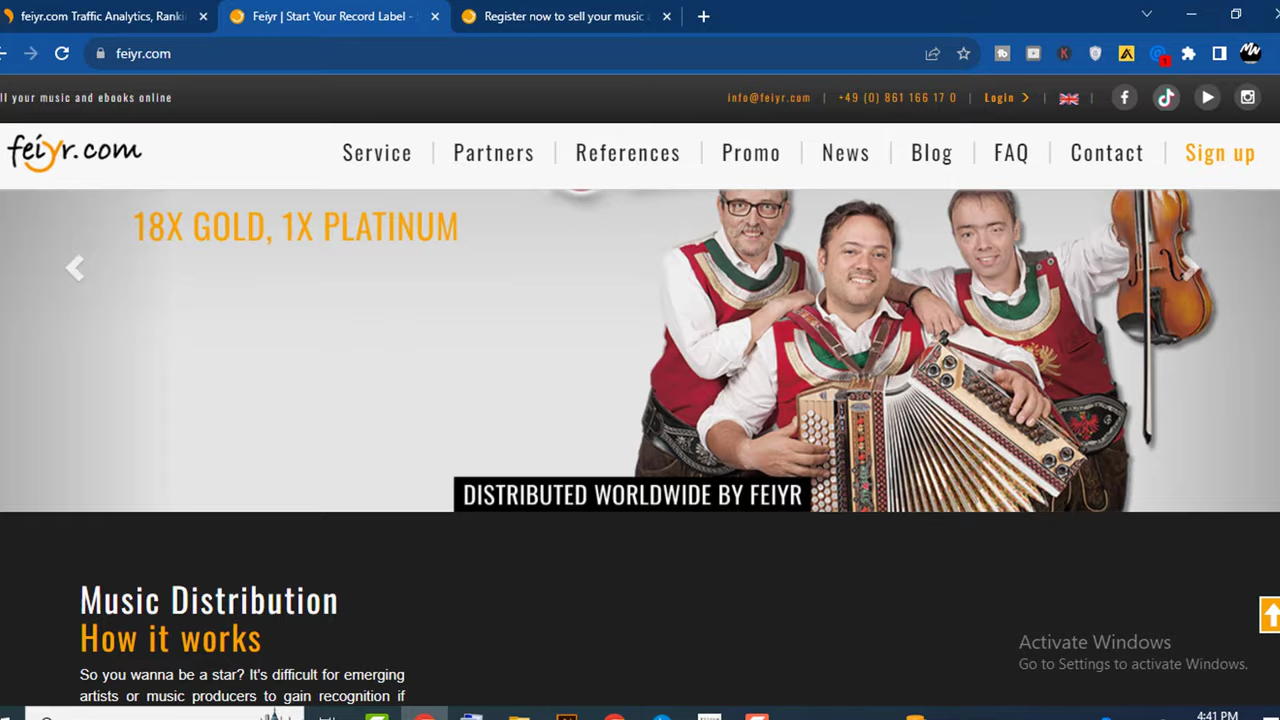 feiyr.com Traffic Analytics, Ranki
Feiyr | Start Your Record Label -
Register now to sell your music a
feiyr.com
ll your music and ebooks online
info@feiyr.com | +49 (0) 861 166 17 0 | Login
feiyr.com
Service | Partners | References | Promo | News | Blog | FAQ | Contact | Sign up
18X GOLD, 1X PLATINUM
DISTRIBUTED WORLDWIDE BY FEIYR
Music Distribution
How it works
So you wanna be a star? It's difficult for emerging
artists or music producers to gain recognition if
Activate Windows
Go to Settings to activate Windows.
4:41 PM